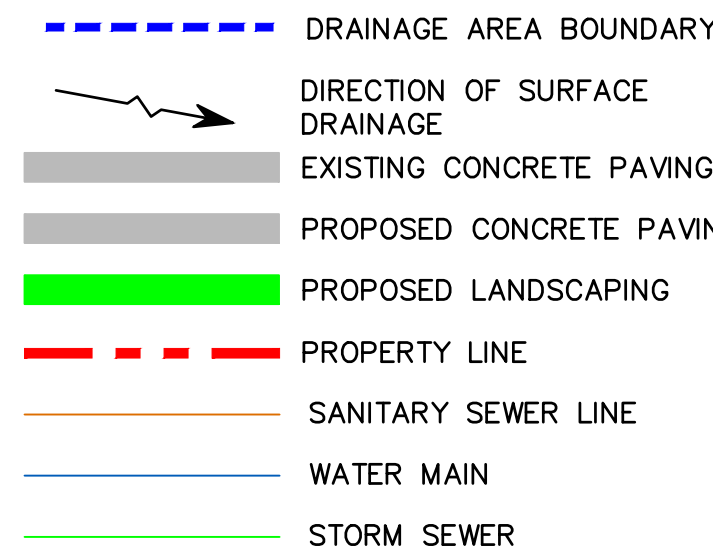 DRAINAGE AREA BOUNDARY
DIRECTION OF SURFACE
DRAINAGE
EXISTING CONCRETE PAVING
PROPOSED CONCRETE PAVIN
PROPOSED LANDSCAPING
PROPERTY LINE
SANITARY SEWER LINE
WATER MAIN
STORM SEWER